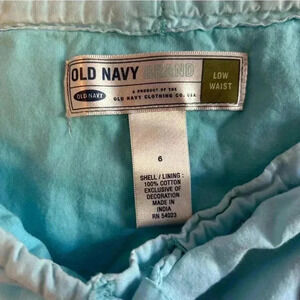 OLD NAVY BRAND
LOW WAIST
A PRODUCT OF THE
OLD NAVY
OLD NAVY CLOTHING CO. USA
6
SHELL / LINING :
100% COTTON
EXCLUSIVE OF
DECORATION
MADE IN
INDIA
RN 54023